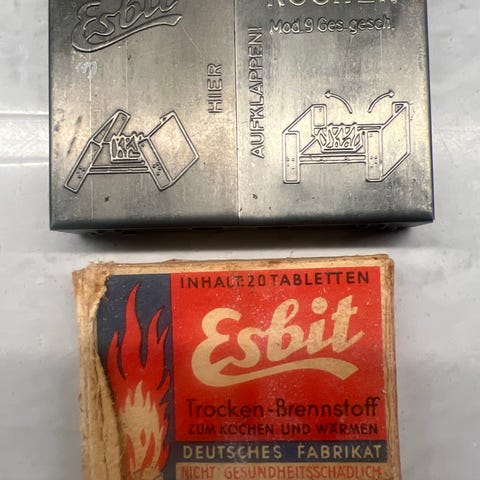 Esbit
KOCHER
Mod.9 Ges.gesch.
HIER
AUFKLAPPEN!
INHALT:20 TABLETTEN
Esbit
Trocken-Brennstoff
ZUM KOCHEN UND WÄRMEN
DEUTSCHES FABRIKAT
NICHT GESUNDHEITSSCHÄDLICH